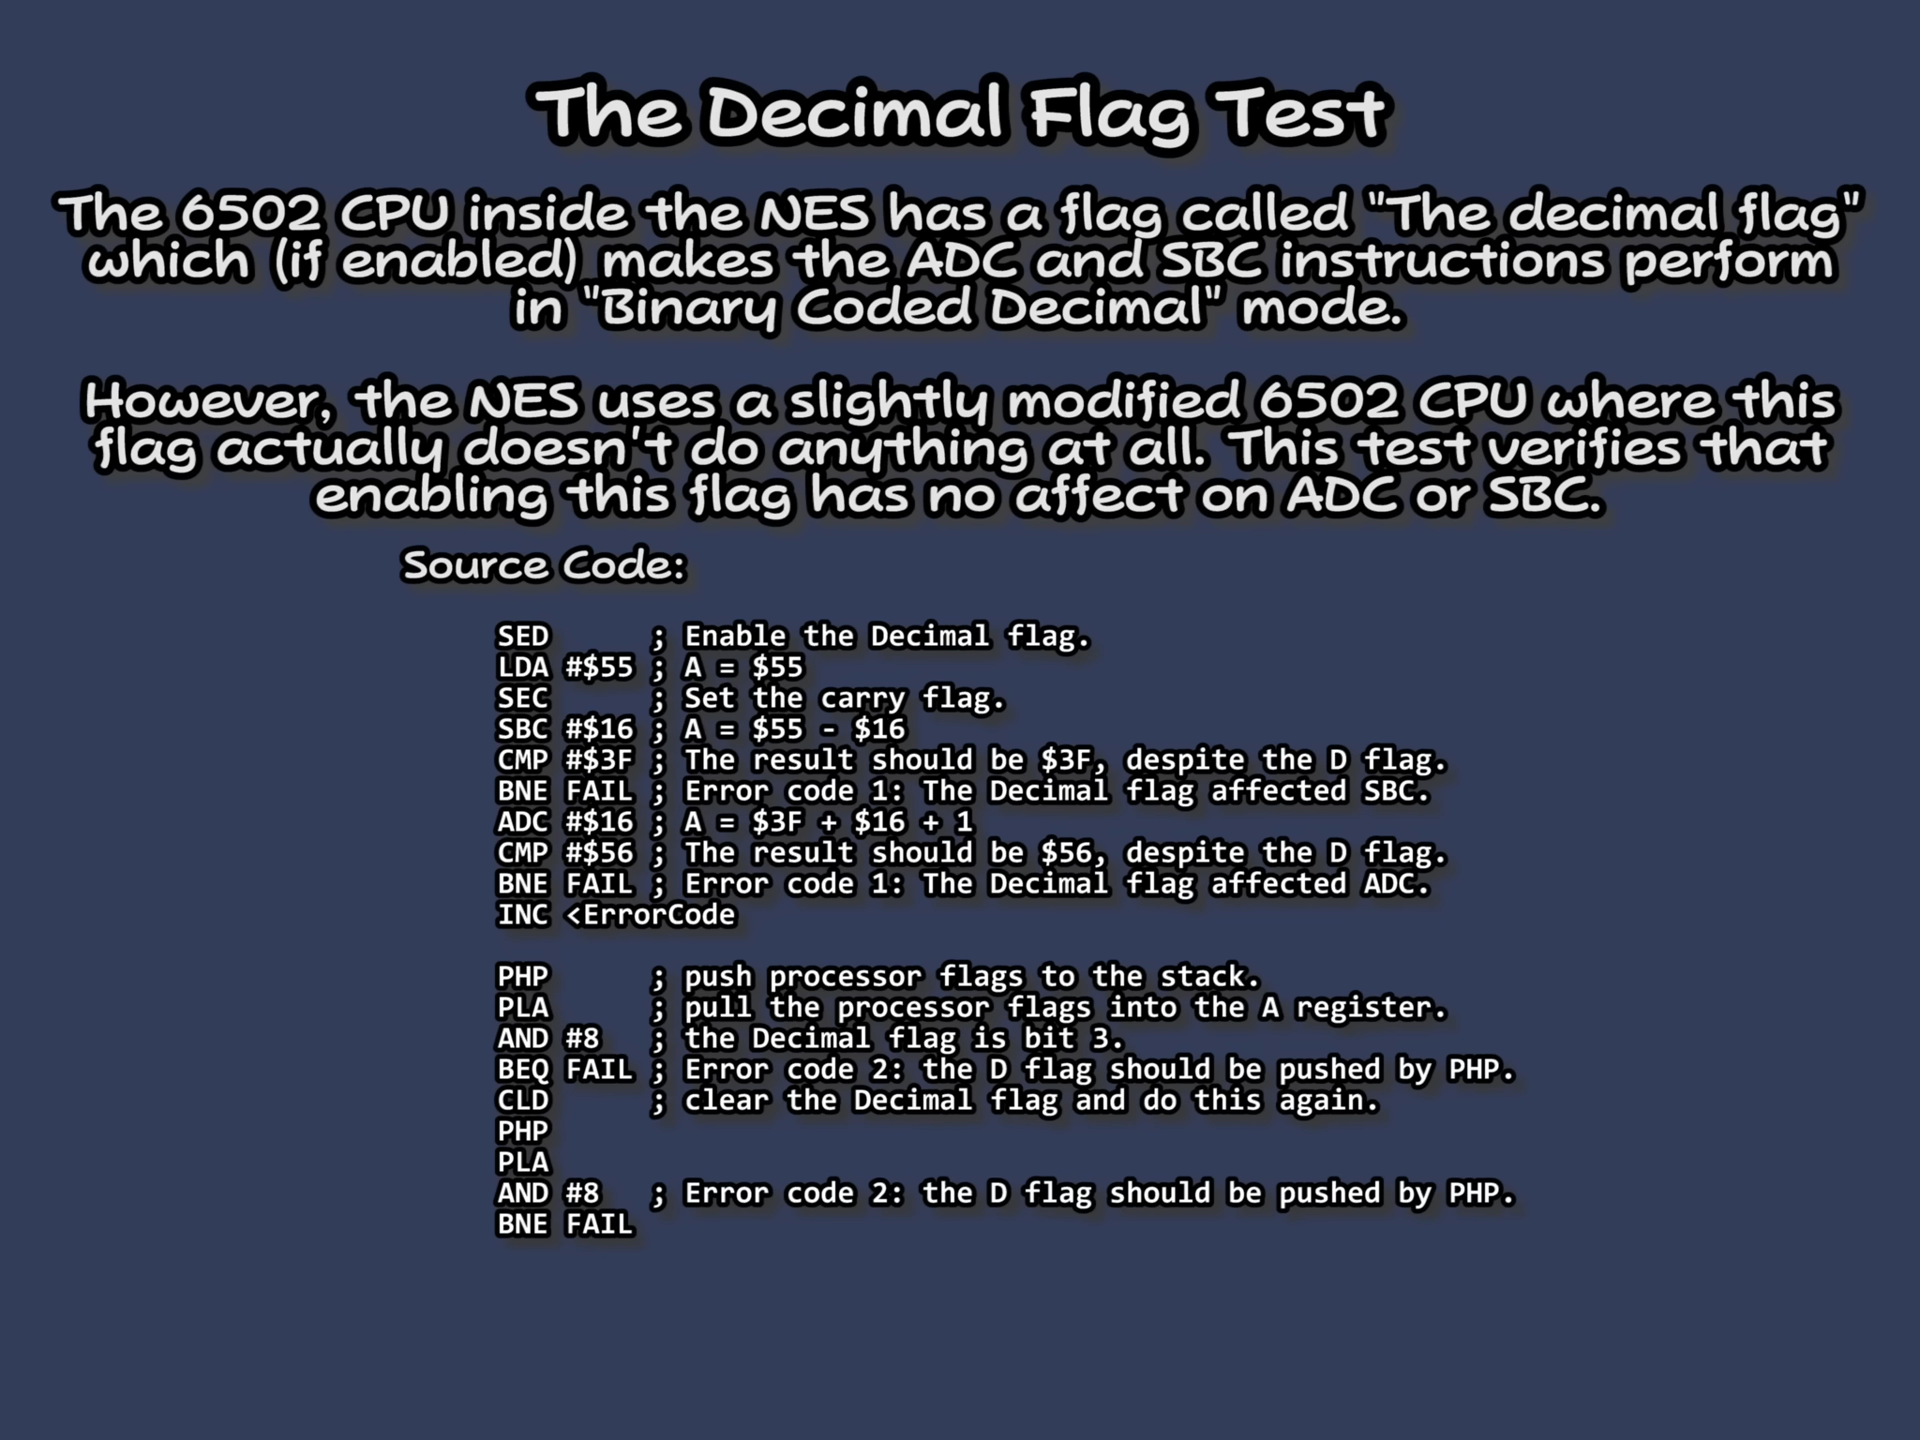 The Decimal Flag Test
The 6502 CPU inside the NES has a flag called "The decimal flag"
which (if enabled) makes the ADC and SBC instructions perform
in "Binary Coded Decimal" mode.
However, the NES uses a slightly modified 6502 CPU where this
flag actually doesn't do anything at all. This test verifies that
enabling this flag has no affect on ADC or SBC.
Source Code:
SED      ; Enable the Decimal flag.
LDA #$55 ; A = $55
SEC      ; Set the carry flag.
SBC #$16 ; A = $55 - $16
CMP #$3F ; The result should be $3F, despite the D flag.
BNE FAIL ; Error code 1: The Decimal flag affected SBC.
ADC #$16 ; A = $3F + $16 + 1
CMP #$56 ; The result should be $56, despite the D flag.
BNE FAIL ; Error code 1: The Decimal flag affected ADC.
INC <ErrorCode
PHP      ; push processor flags to the stack.
PLA      ; pull the processor flags into the A register.
AND #8   ; the Decimal flag is bit 3.
BEQ FAIL ; Error code 2: the D flag should be pushed by PHP.
CLD      ; clear the Decimal flag and do this again.
PHP
PLA
AND #8   ; Error code 2: the D flag should be pushed by PHP.
BNE FAIL